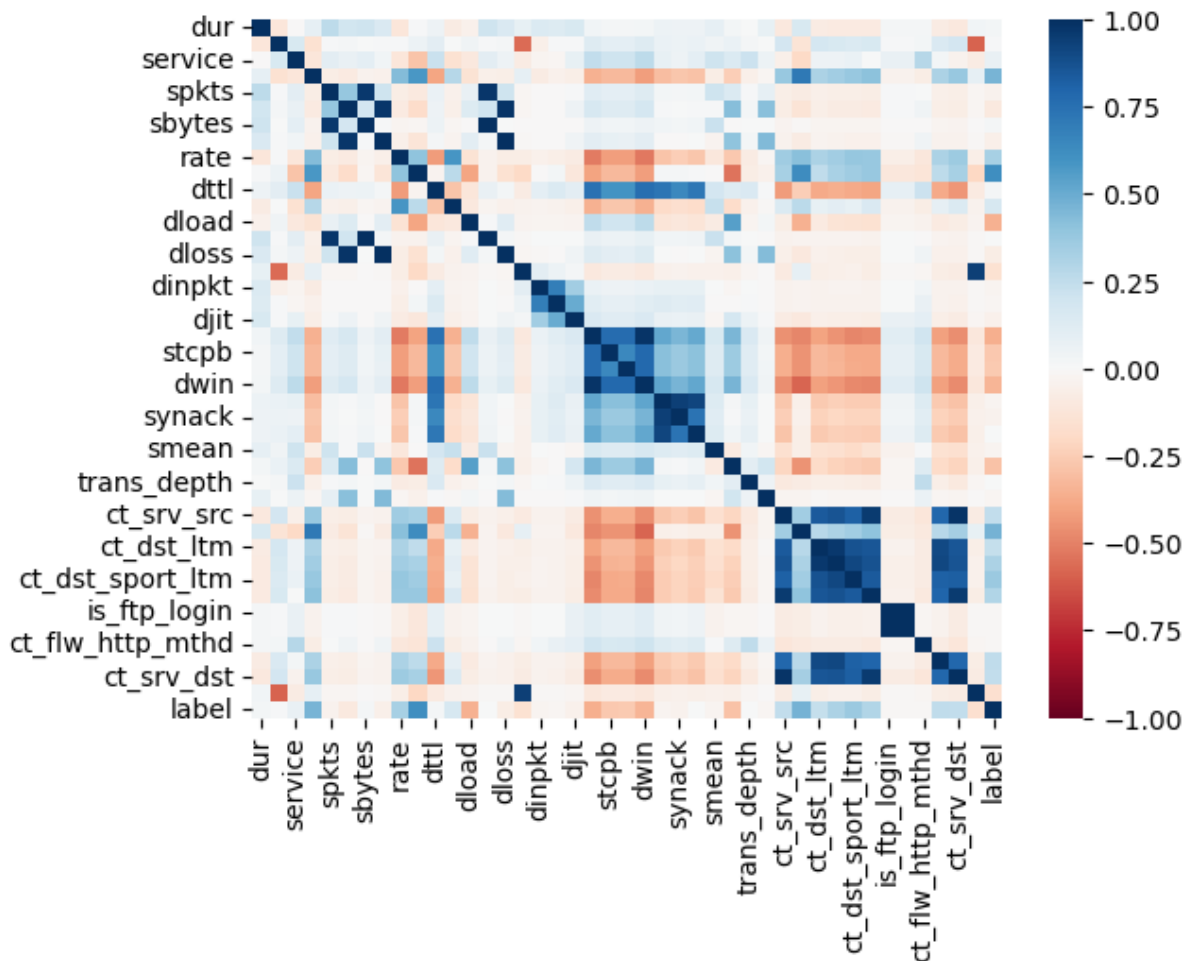 dur
service
spkts
sbytes
rate
dttl
dload
dloss
dinpkt
djit
stcpb
dwin
synack
smean
trans_depth
ct_srv_src
ct_dst_ltm
ct_dst_sport_ltm
is_ftp_login
ct_flw_http_mthd
ct_srv_dst
label
dur
service
spkts
sbytes
rate
dttl
dload
dloss
dinpkt
djit
stcpb
dwin
synack
smean
trans_depth
ct_srv_src
ct_dst_ltm
ct_dst_sport_ltm
is_ftp_login
ct_flw_http_mthd
ct_srv_dst
label
1.00
0.75
0.50
0.25
0.00
−0.25
−0.50
−0.75
−1.00